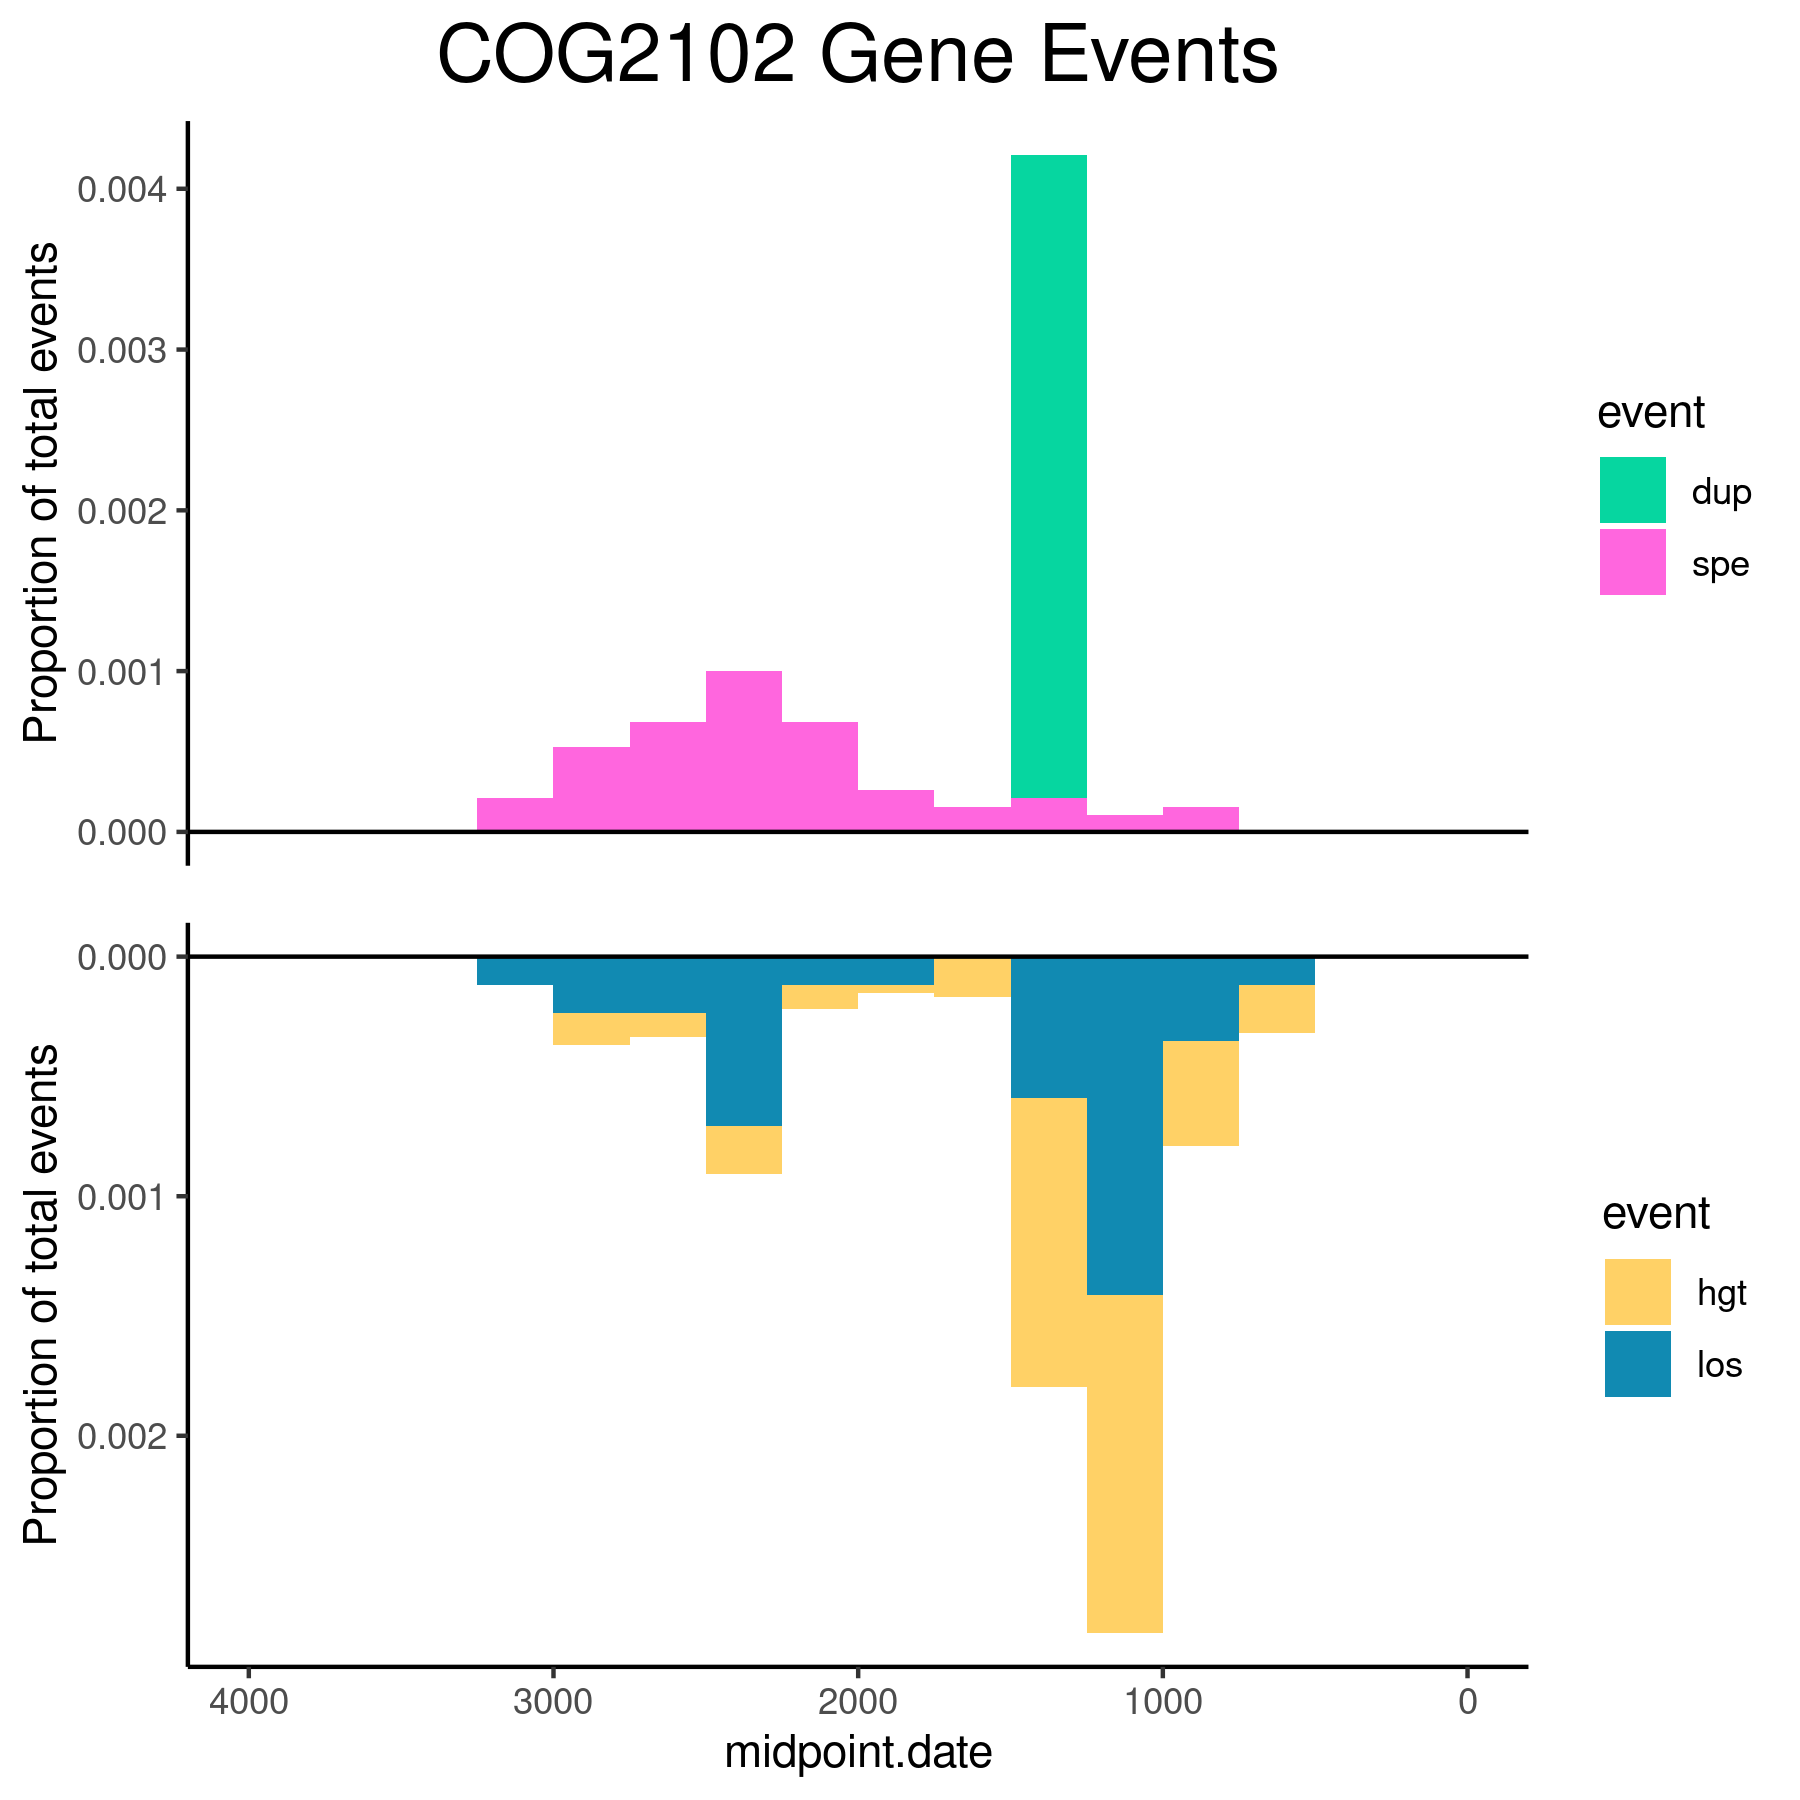 COG2102 Gene Events
Proportion of total events
0.004
0.003
0.002
0.001
0.000
event
dup
spe
Proportion of total events
0.000
0.001
0.002
event
hgt
los
4000 3000 2000 1000 0
midpoint.date